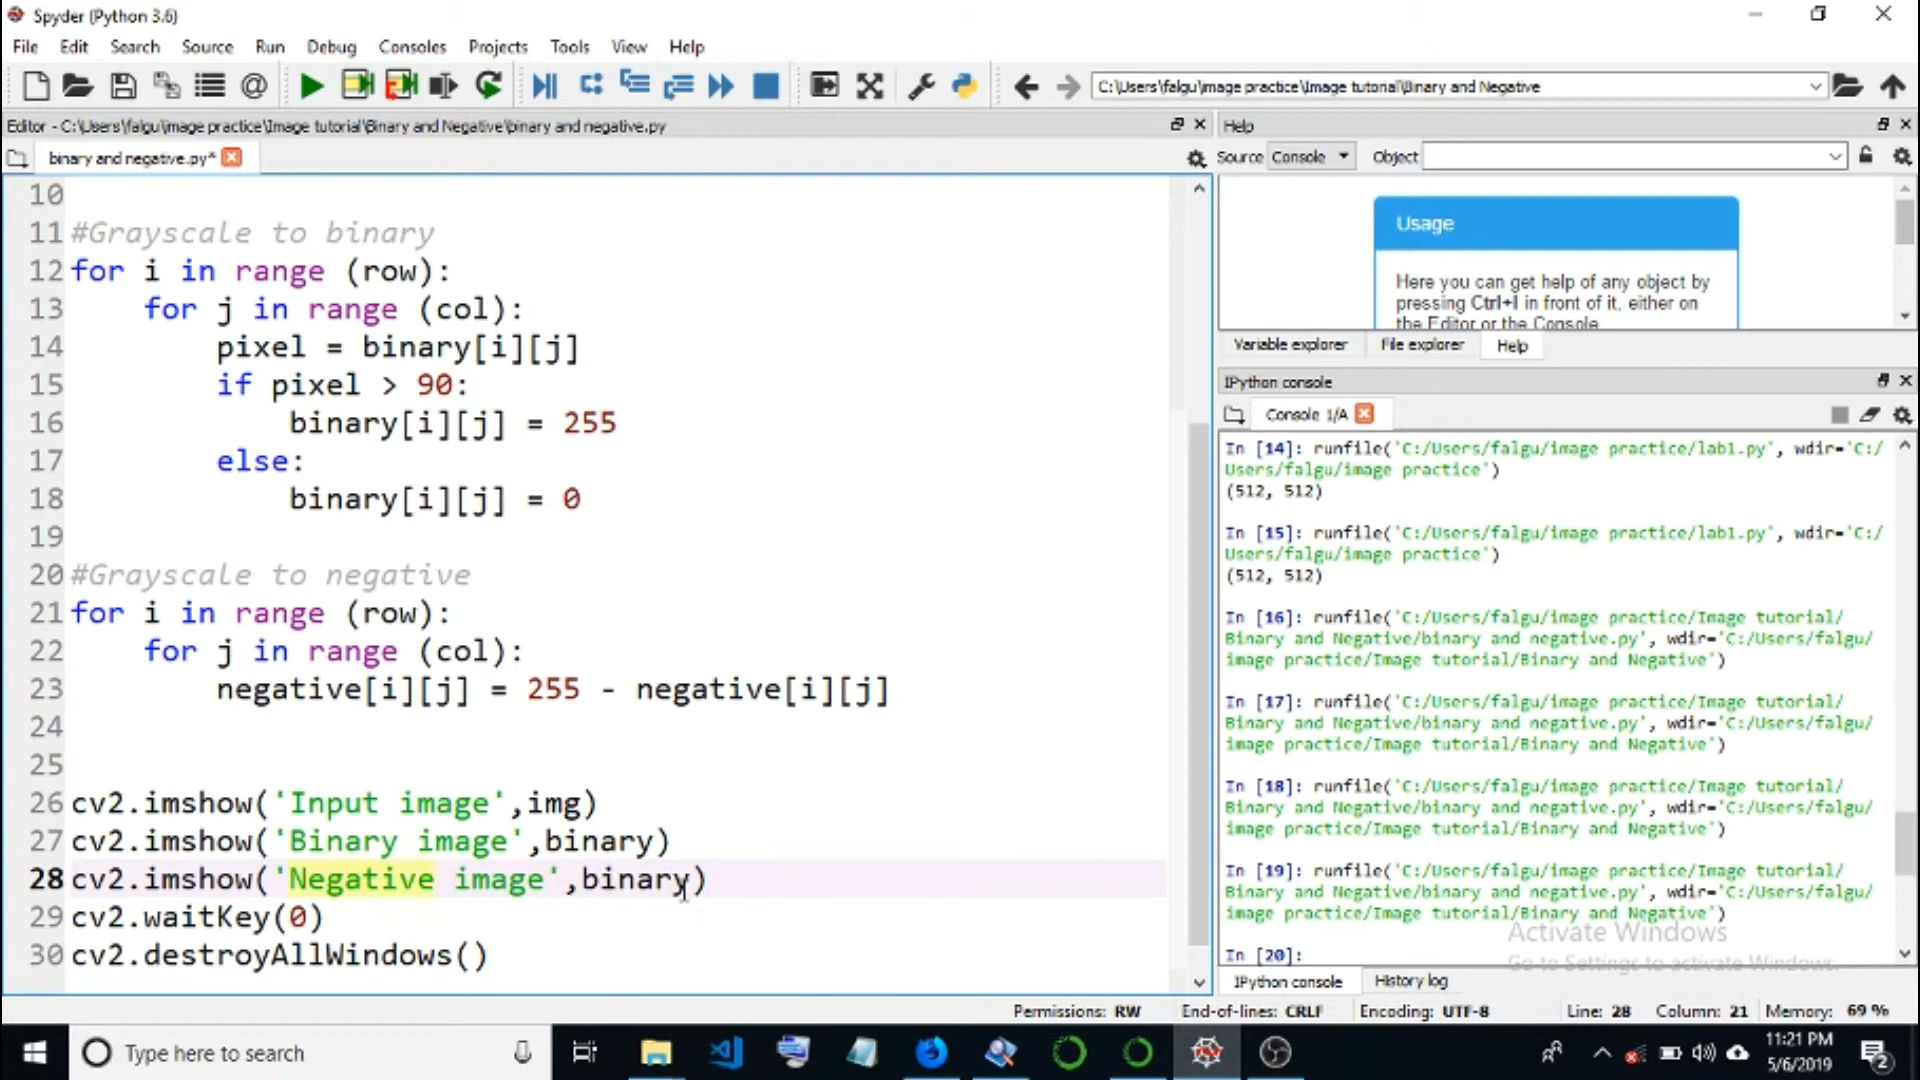 Spyder (Python 3.6)
File Edit Search Source Run Debug Consoles Projects Tools View Help
C:\Users\falgu\image practice\Image tutorial\Binary and Negative
Editor - C:\Users\falgu\image practice\Image tutorial\Binary and Negative\binary and negative.py
binary and negative.py*
10
11 #Grayscale to binary
12 for i in range (row):
13     for j in range (col):
14         pixel = binary[i][j]
15         if pixel > 90:
16             binary[i][j] = 255
17         else:
18             binary[i][j] = 0
19
20 #Grayscale to negative
21 for i in range (row):
22     for j in range (col):
23         negative[i][j] = 255 - negative[i][j]
24
25
26 cv2.imshow('Input image',img)
27 cv2.imshow('Binary image',binary)
28 cv2.imshow('Negative image',binary)
29 cv2.waitKey(0)
30 cv2.destroyAllWindows()
Help
Source Console Object
Usage
Here you can get help of any object by
pressing Ctrl+I in front of it, either on
the Editor or the Console
Variable explorer File explorer Help
IPython console
Console 1/A
In [14]: runfile('C:/Users/falgu/image practice/lab1.py', wdir='C:/
Users/falgu/image practice')
(512, 512)
In [15]: runfile('C:/Users/falgu/image practice/lab1.py', wdir='C:/
Users/falgu/image practice')
(512, 512)
In [16]: runfile('C:/Users/falgu/image practice/Image tutorial/
Binary and Negative/binary and negative.py', wdir='C:/Users/falgu/
image practice/Image tutorial/Binary and Negative')
In [17]: runfile('C:/Users/falgu/image practice/Image tutorial/
Binary and Negative/binary and negative.py', wdir='C:/Users/falgu/
image practice/Image tutorial/Binary and Negative')
In [18]: runfile('C:/Users/falgu/image practice/Image tutorial/
Binary and Negative/binary and negative.py', wdir='C:/Users/falgu/
image practice/Image tutorial/Binary and Negative')
In [19]: runfile('C:/Users/falgu/image practice/Image tutorial/
Binary and Negative/binary and negative.py', wdir='C:/Users/falgu/
image practice/Image tutorial/Binary and Negative')
Activate Windows
In [20]:
Go to Settings to activate Windows.
IPython console History log
Permissions: RW End-of-lines: CRLF Encoding: UTF-8 Line: 28 Column: 21 Memory: 69 %
Type here to search
11:21 PM
5/6/2019
2